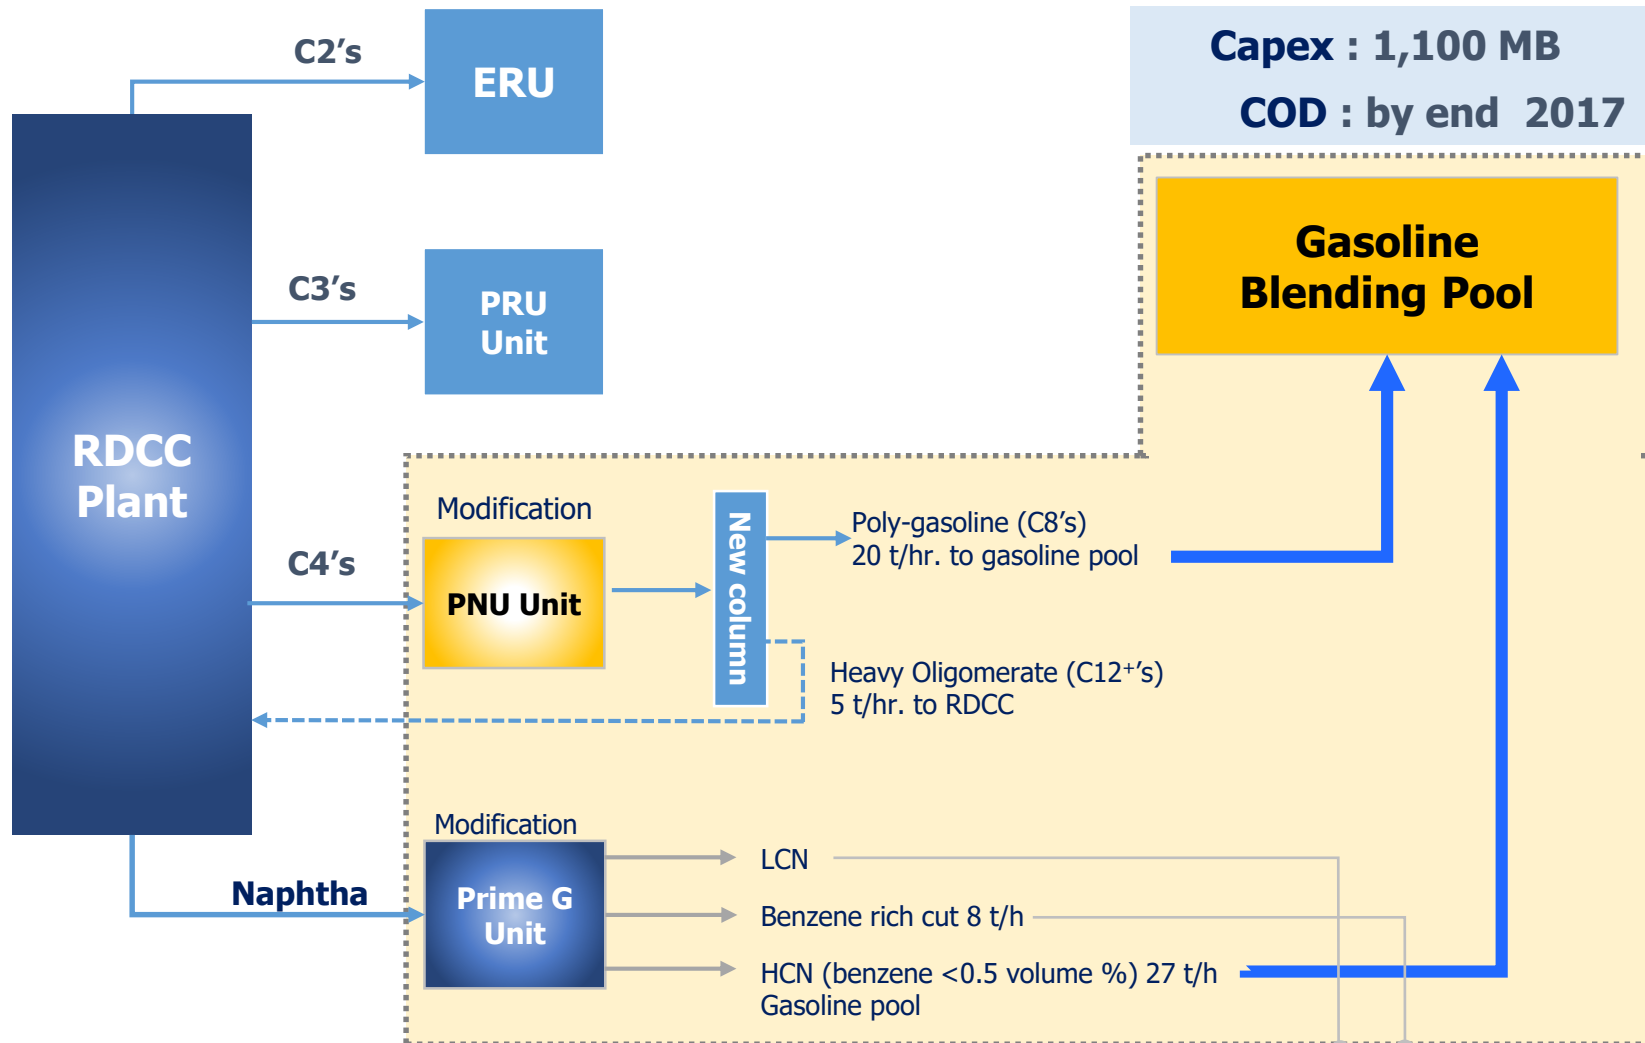 C2's
ERU
Capex : 1,100 MB
COD : by end 2017
Gasoline
Blending Pool
C3's
PRU
Unit
RDCC
Plant
Modification
C4's
PNU Unit
New column
Poly-gasoline (C8's)
20 t/hr. to gasoline pool
Heavy Oligomerate (C12⁺'s)
5 t/hr. to RDCC
Modification
Naphtha
Prime G
Unit
LCN
Benzene rich cut 8 t/h
HCN (benzene <0.5 volume %) 27 t/h
Gasoline pool